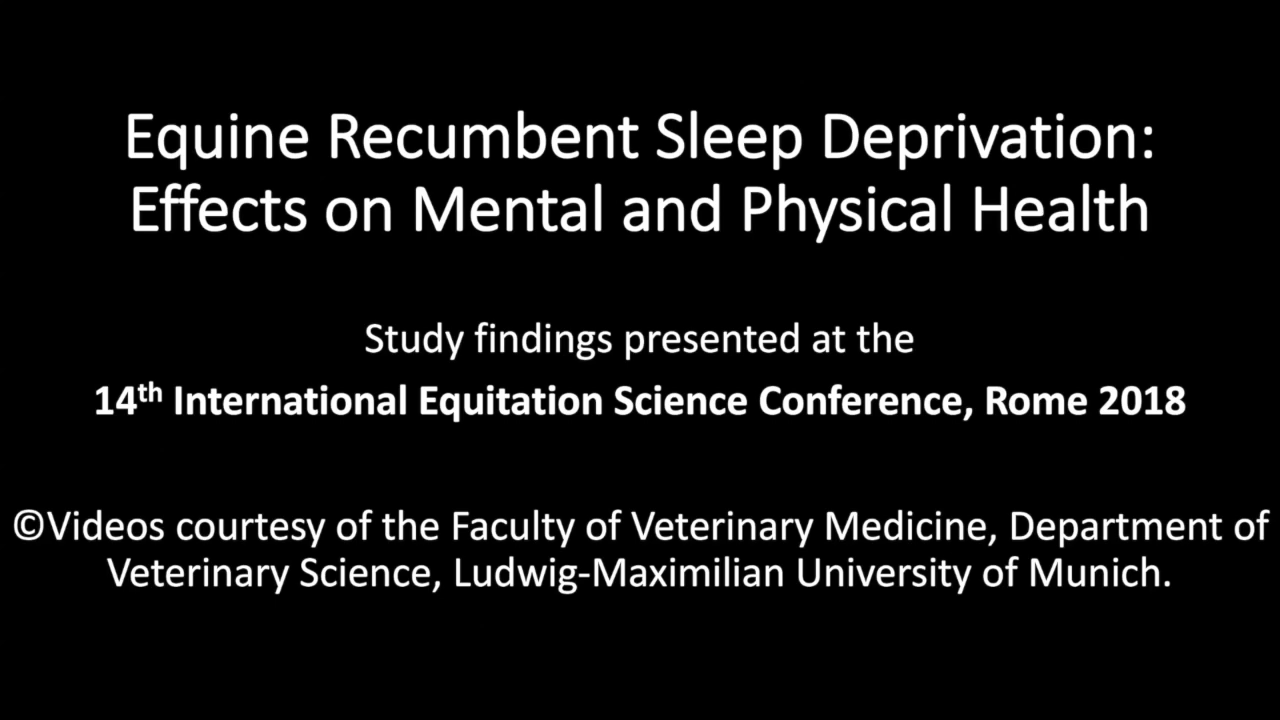 Equine Recumbent Sleep Deprivation:
Effects on Mental and Physical Health
Study findings presented at the
14th International Equitation Science Conference, Rome 2018
©Videos courtesy of the Faculty of Veterinary Medicine, Department of
Veterinary Science, Ludwig-Maximilian University of Munich.